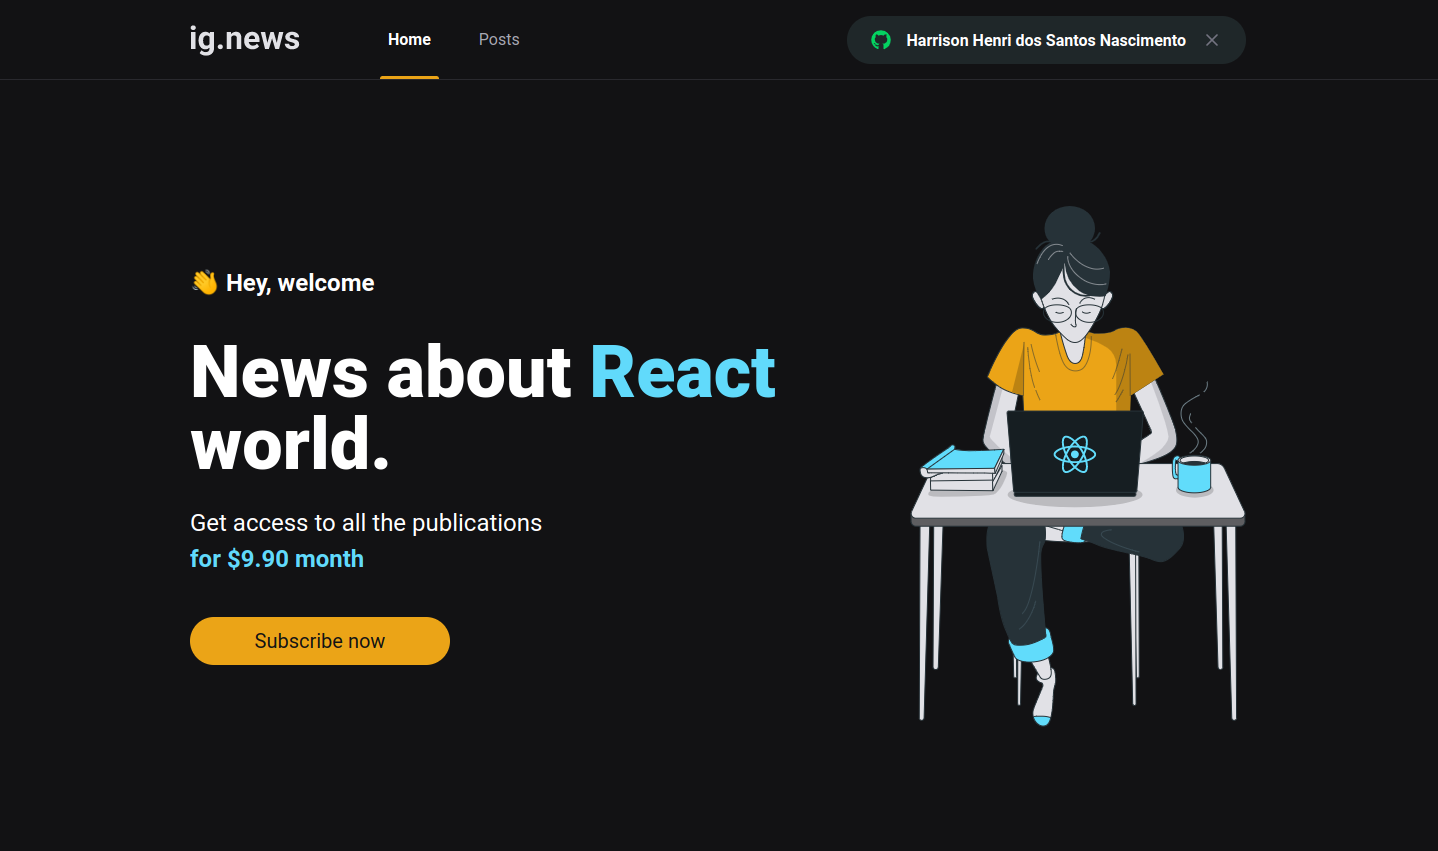 ig.news
Home
Posts
Harrison Henri dos Santos Nascimento
👋 Hey, welcome
News about React
world.
Get access to all the publications
for $9.90 month
Subscribe now